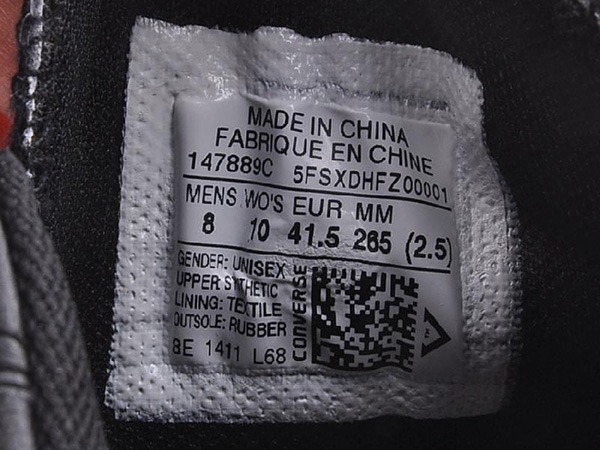 MADE IN CHINA
FABRIQUE EN CHINE
147889C 5FSXDHFZ00001
MENS WO'S EUR MM
8 10 41.5 265 (2.5)
GENDER: UNISEX
UPPER SYNTHETIC
LINING: TEXTILE
OUTSOLE: RUBBER
8E 1411 L68
CONVERSE